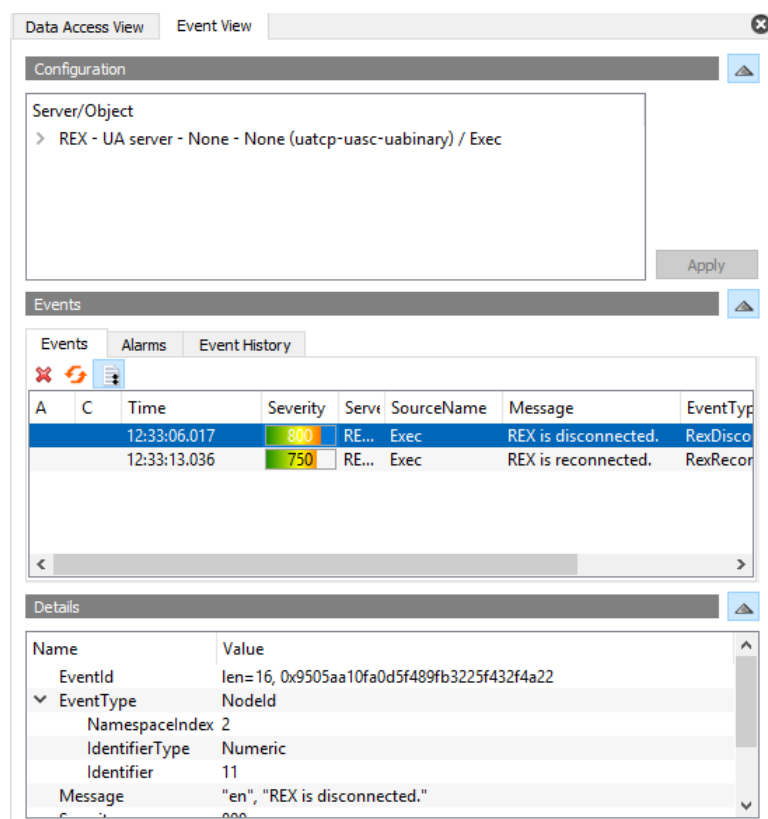 Data Access View Event View
Configuration
Server/Object
REX - UA server - None - None (uatcp-uasc-uabinary) / Exec
Apply
Events
Events Alarms Event History
A C Time Severity Serve SourceName Message EventTyp
12:33:06.017 800 RE... Exec REX is disconnected. RexDisco
12:33:13.036 750 RE... Exec REX is reconnected. RexRecor
Details
Name Value
EventId len=16, 0x9505aa10fa0d5f489fb3225f432f4a22
EventType NodeId
NamespaceIndex 2
IdentifierType Numeric
Identifier 11
Message "en", "REX is disconnected."